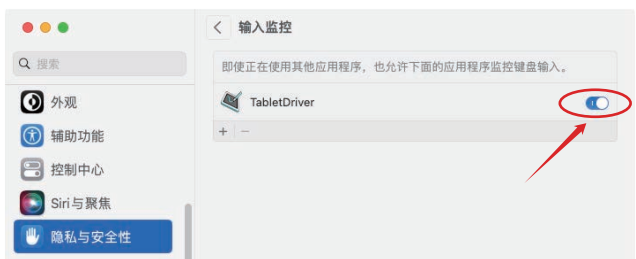 输入监控
搜索
即使正在使用其他应用程序，也允许下面的应用程序监控键盘输入。
外观
TabletDriver
辅助功能
+ −
控制中心
Siri与聚焦
隐私与安全性